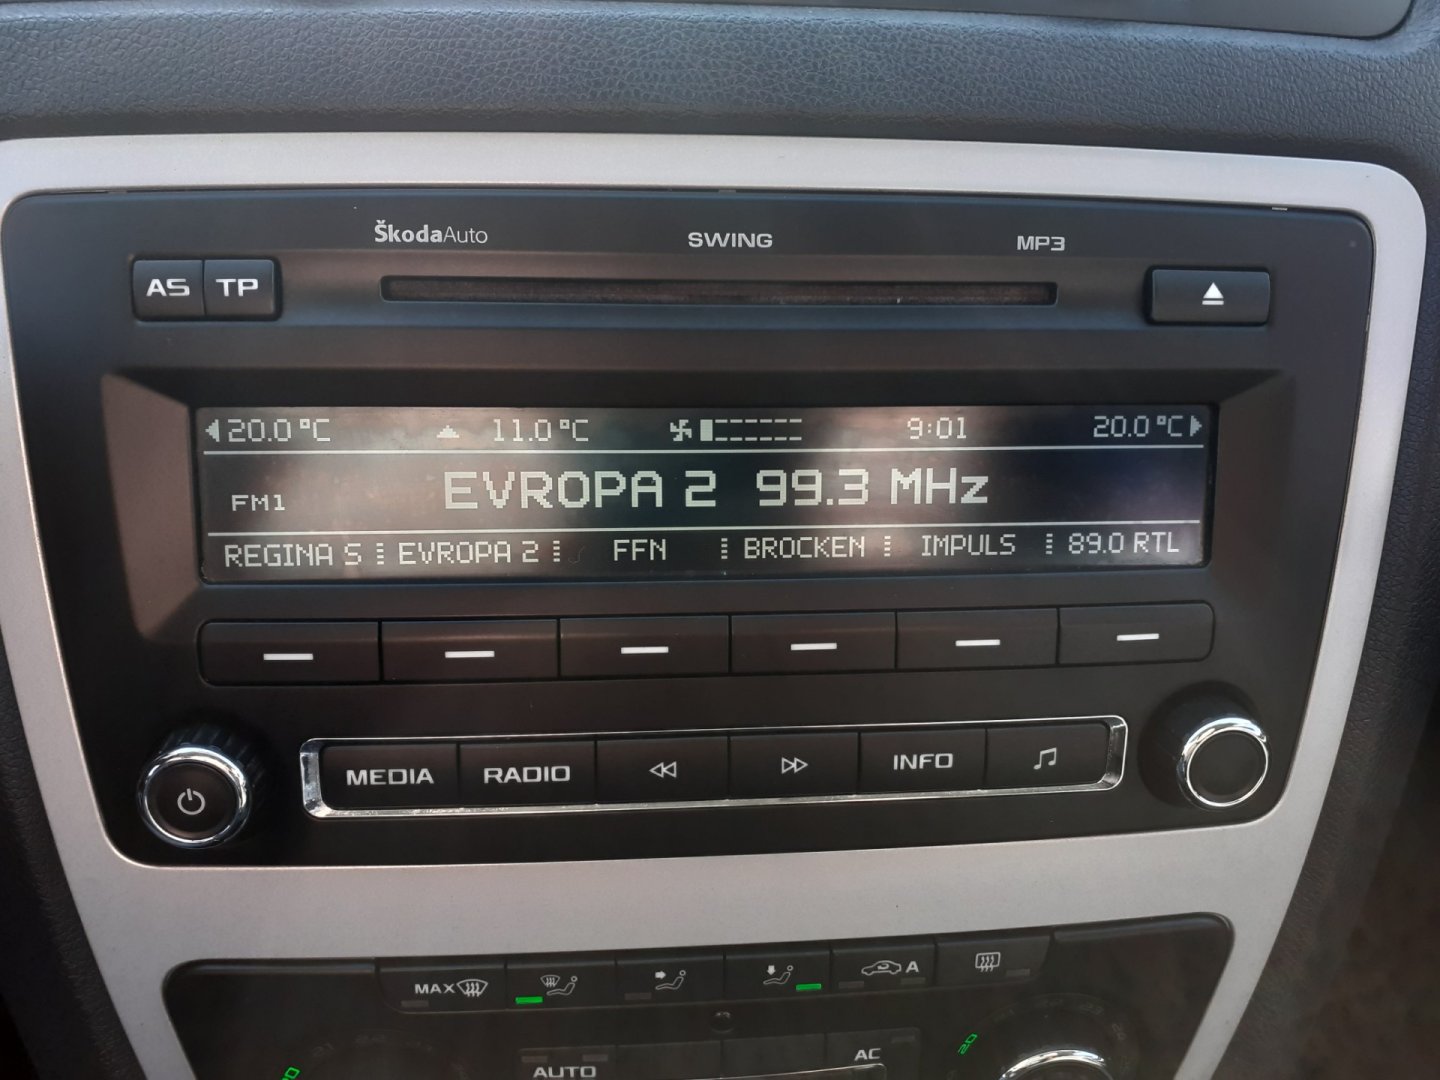 ŠkodaAuto SWING MP3
AS TP
20.0 °C 11.0 °C 9:01 20.0 °C
FM1 EVROPA 2 99.3 MHz
REGINA S EVROPA 2 FFN BROCKEN IMPULS 89.0 RTL
MEDIA RADIO INFO
MAX A
20
AUTO AC